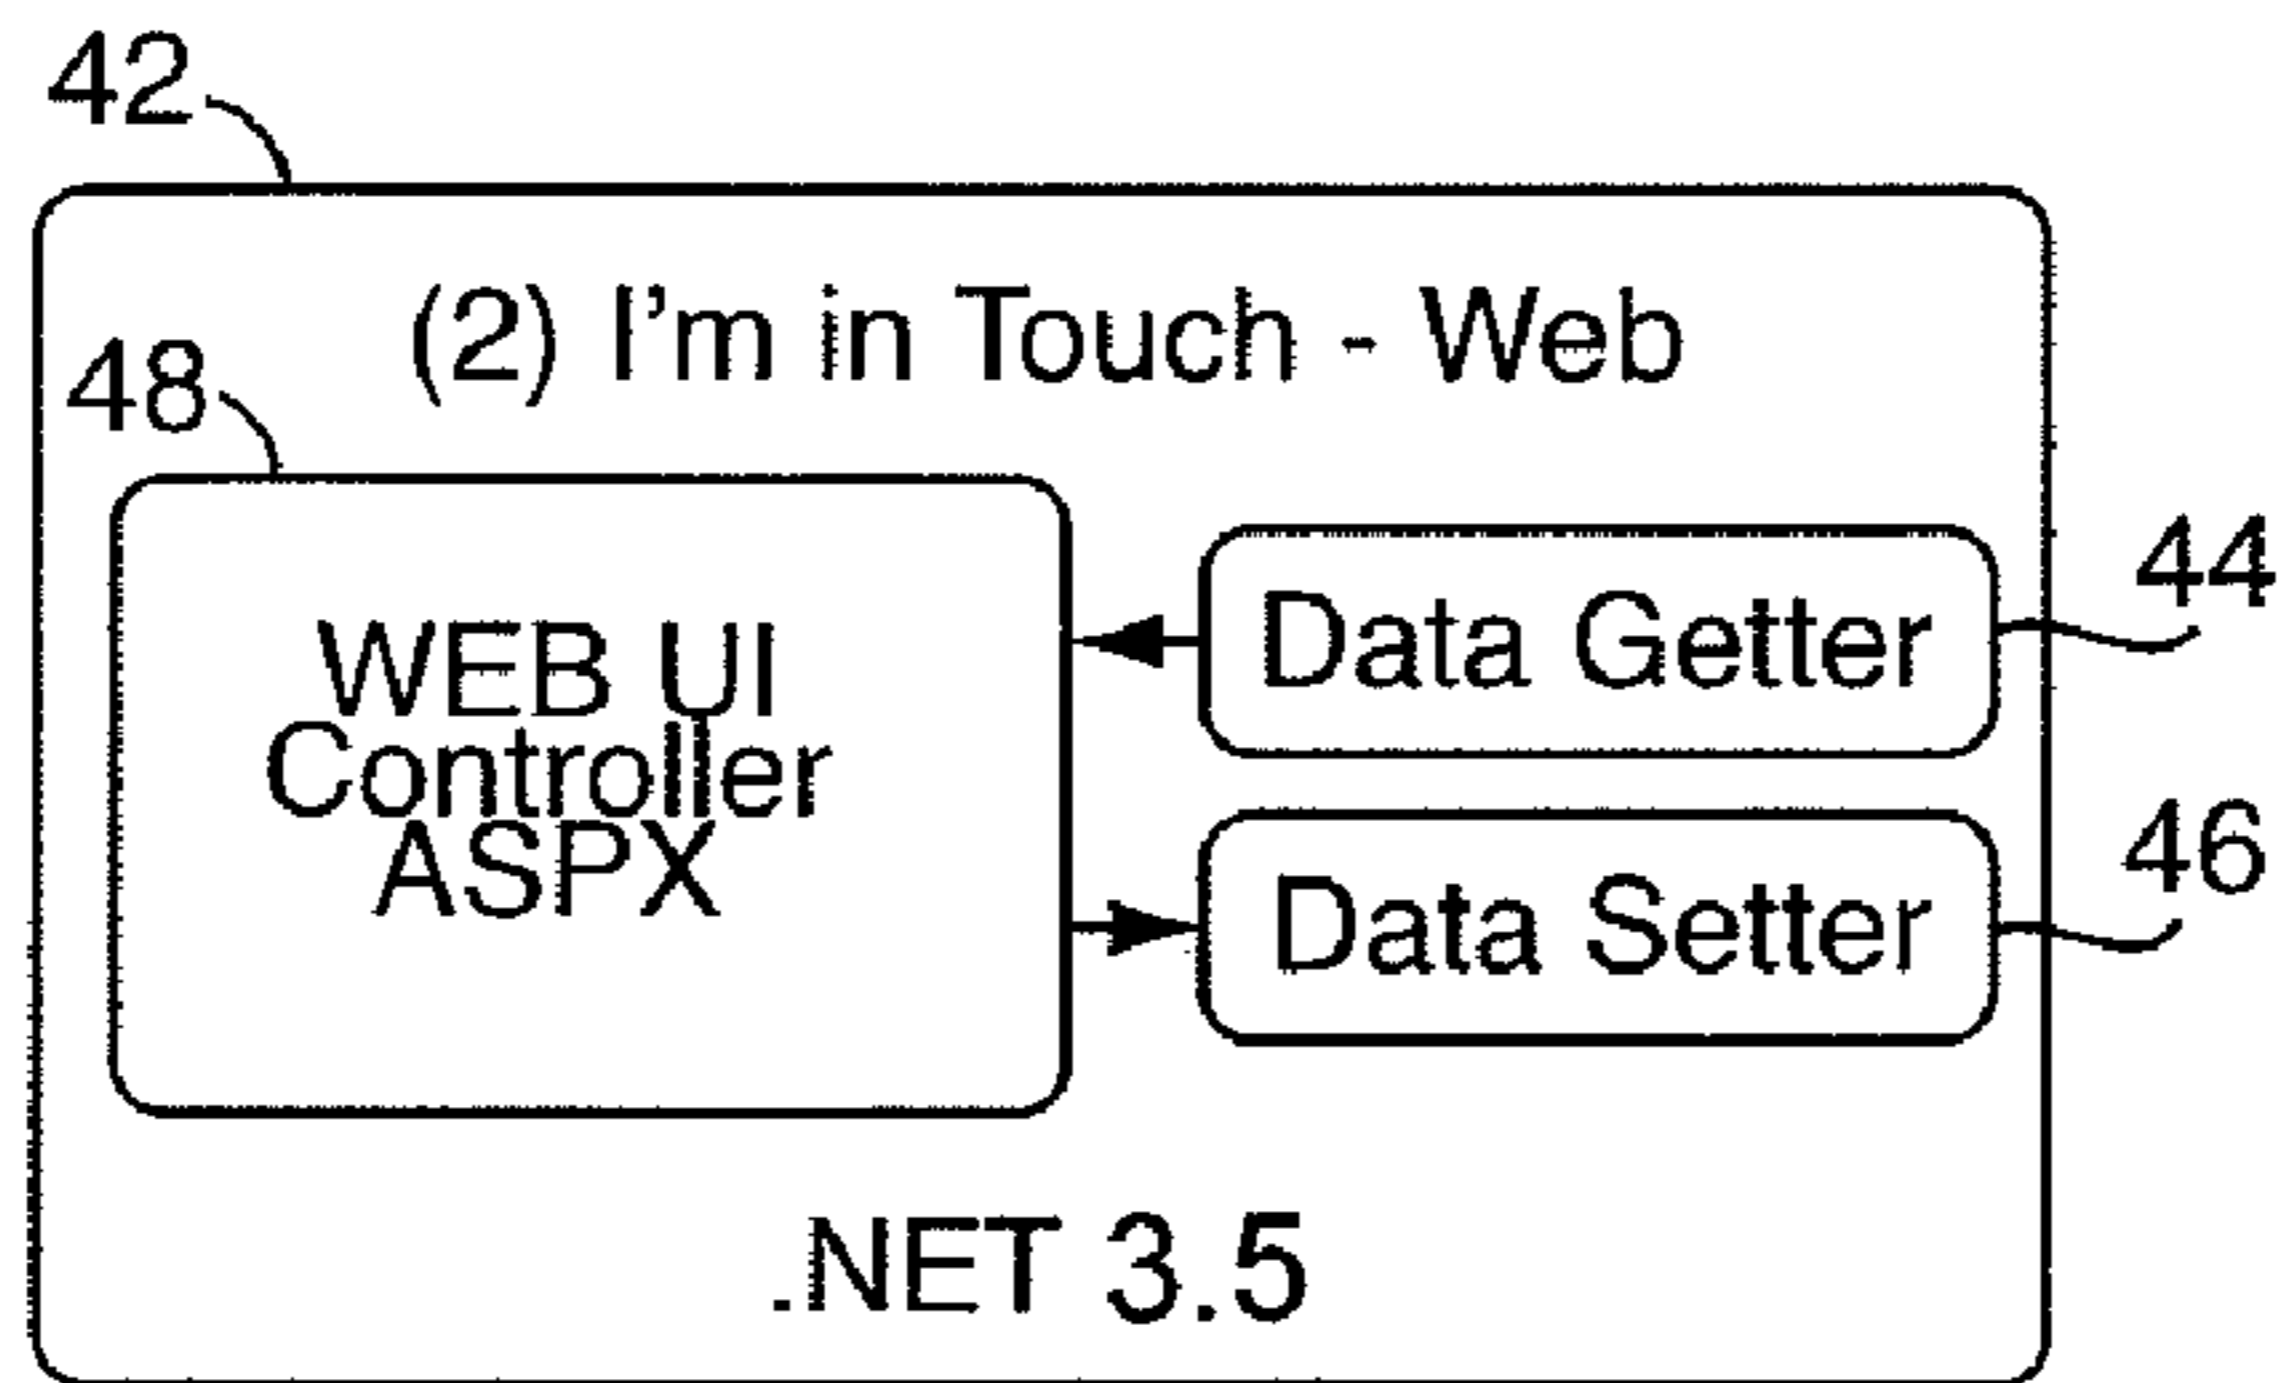 42
(2) I'm in Touch - Web
48
WEB UI
Controller
ASPX
Data Getter
44
Data Setter
46
.NET 3.5